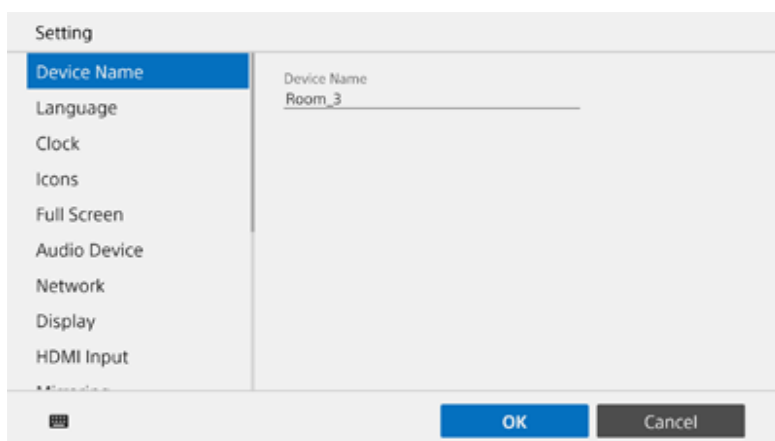 Setting
Device Name
Language
Clock
Icons
Full Screen
Audio Device
Network
Display
HDMI Input
Device Name
Room_3
OK
Cancel